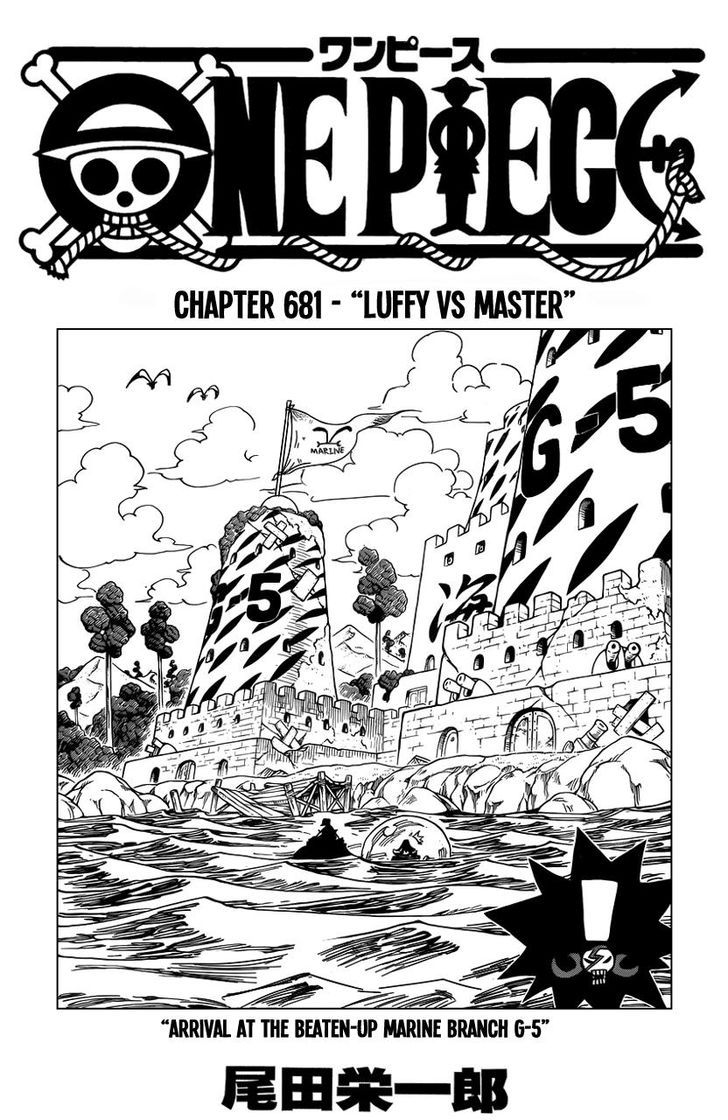 ワンピース
ONE PIECE
CHAPTER 681 - “LUFFY VS MASTER”
MARINE
G-5
G-5
海
“ARRIVAL AT THE BEATEN-UP MARINE BRANCH G-5”
尾田栄一郎